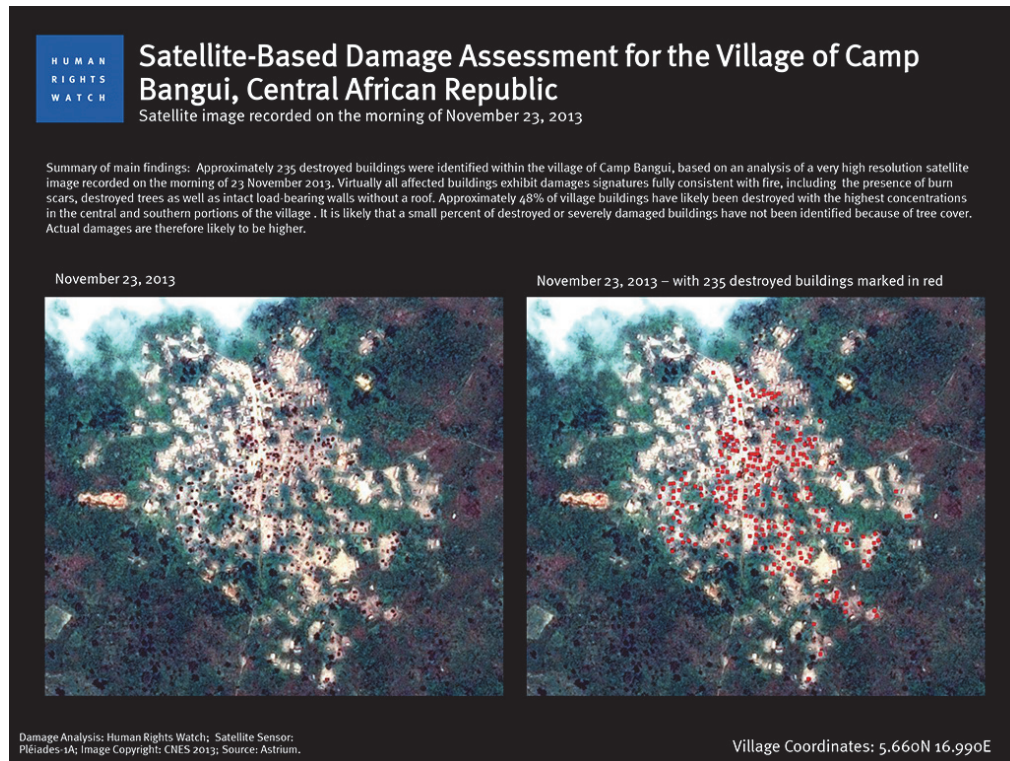 HUMAN
RIGHTS
WATCH
Satellite-Based Damage Assessment for the Village of Camp
Bangui, Central African Republic
Satellite image recorded on the morning of November 23, 2013
Summary of main findings: Approximately 235 destroyed buildings were identified within the village of Camp Bangui, based on an analysis of a very high resolution satellite
image recorded on the morning of 23 November 2013. Virtually all affected buildings exhibit damages signatures fully consistent with fire, including the presence of burn
scars, destroyed trees as well as intact load-bearing walls without a roof. Approximately 48% of village buildings have likely been destroyed with the highest concentrations
in the central and southern portions of the village . It is likely that a small percent of destroyed or severely damaged buildings have not been identified because of tree cover.
Actual damages are therefore likely to be higher.
November 23, 2013
November 23, 2013 – with 235 destroyed buildings marked in red
Damage Analysis: Human Rights Watch; Satellite Sensor:
Pléiades-1A; Image Copyright: CNES 2013; Source: Astrium.
Village Coordinates: 5.660N 16.990E